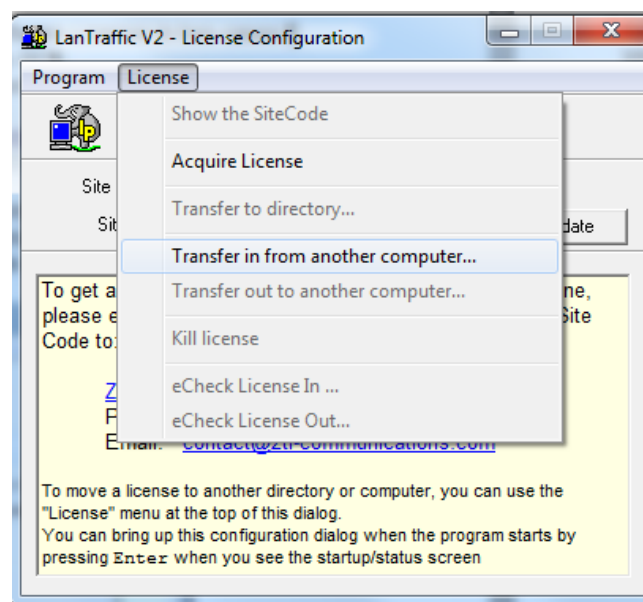 LanTraffic V2 - License Configuration
Program License
Show the SiteCode
Acquire License
Site
Transfer to directory...
Sit
date
Transfer in from another computer...
To get a
ne,
Transfer out to another computer...
please e
Site
Code to:
Kill license
eCheck License In ...
Z
P
eCheck License Out...
Email: contact@zti-communications.com
To move a license to another directory or computer, you can use the
"License" menu at the top of this dialog.
You can bring up this configuration dialog when the program starts by
pressing Enter when you see the startup/status screen